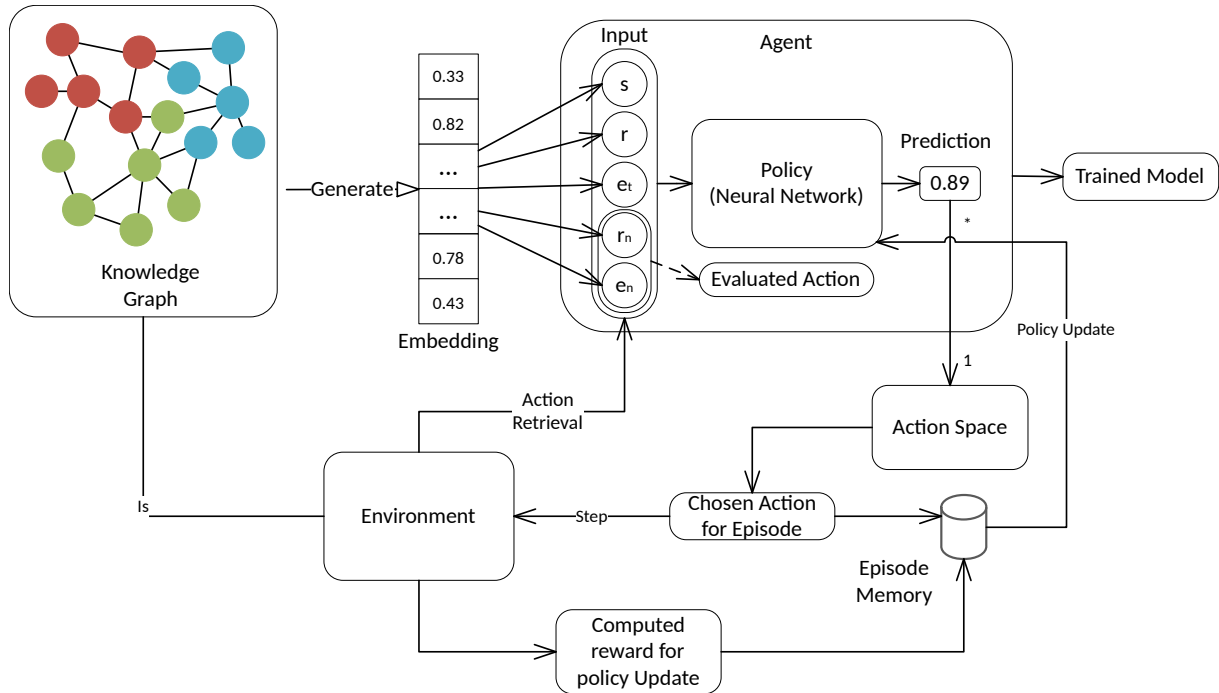 Knowledge
Graph
Generate
0.33
0.82
...
...
0.78
0.43
Embedding
Input
s
r
et
rn
en
Agent
Policy
(Neural Network)
Evaluated Action
Prediction
0.89
*
1
Trained Model
Policy Update
Action Space
Action
Retrieval
Is
Environment
Step
Chosen Action
for Episode
Episode
Memory
Computed
reward for
policy Update